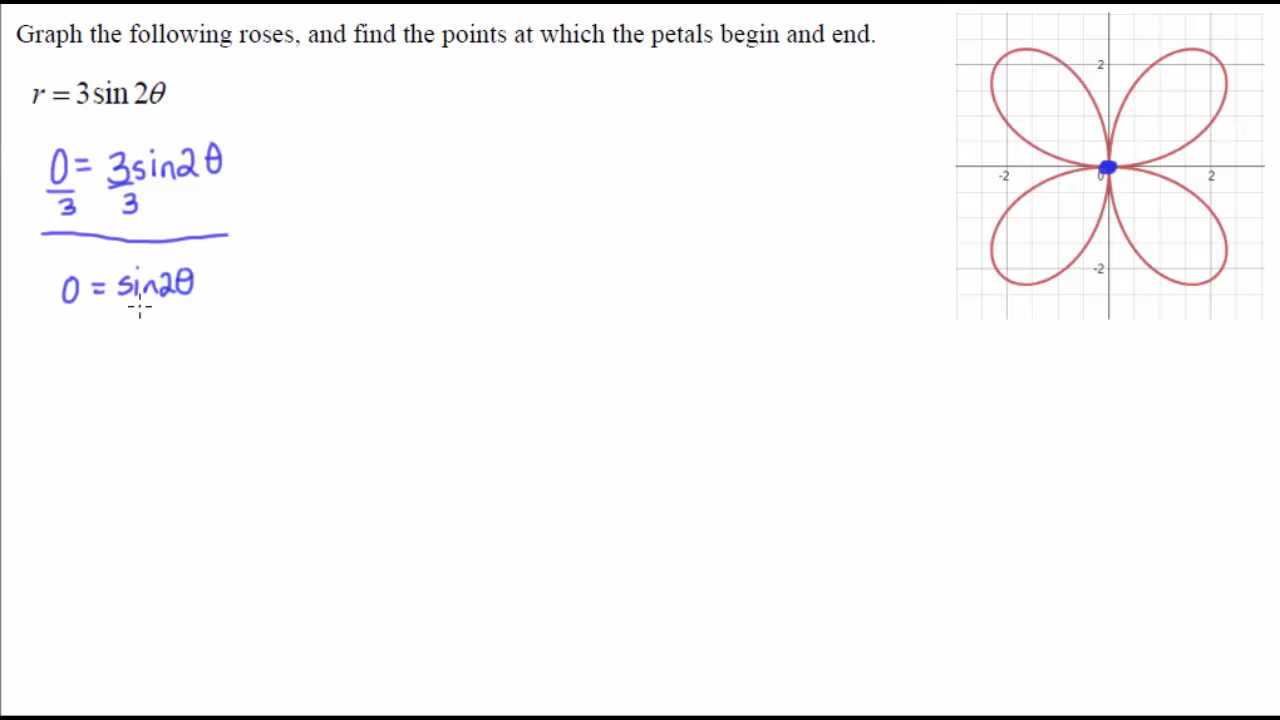 Graph the following roses, and find the points at which the petals begin and end.
r = 3 sin 2θ
0 = 3sin2θ
3 3
0 = sin2θ
2
-2 0 2
-2